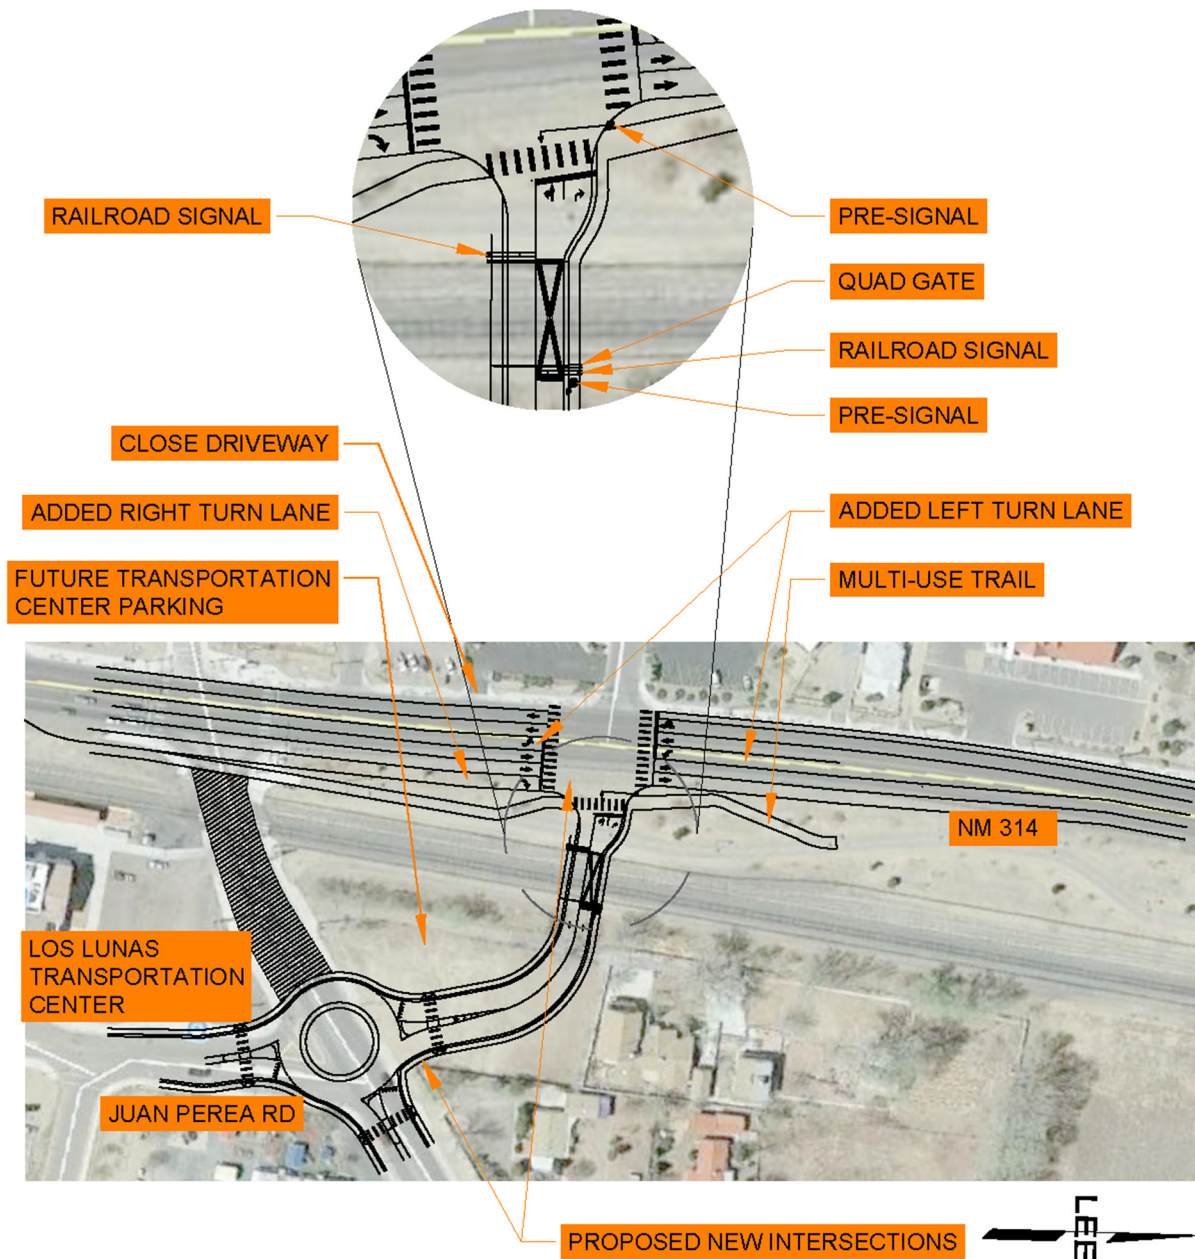 RAILROAD SIGNAL
PRE-SIGNAL
QUAD GATE
RAILROAD SIGNAL
PRE-SIGNAL
CLOSE DRIVEWAY
ADDED RIGHT TURN LANE
ADDED LEFT TURN LANE
FUTURE TRANSPORTATION
CENTER PARKING
MULTI-USE TRAIL
NM 314
LOS LUNAS
TRANSPORTATION
CENTER
JUAN PEREA RD
PROPOSED NEW INTERSECTIONS